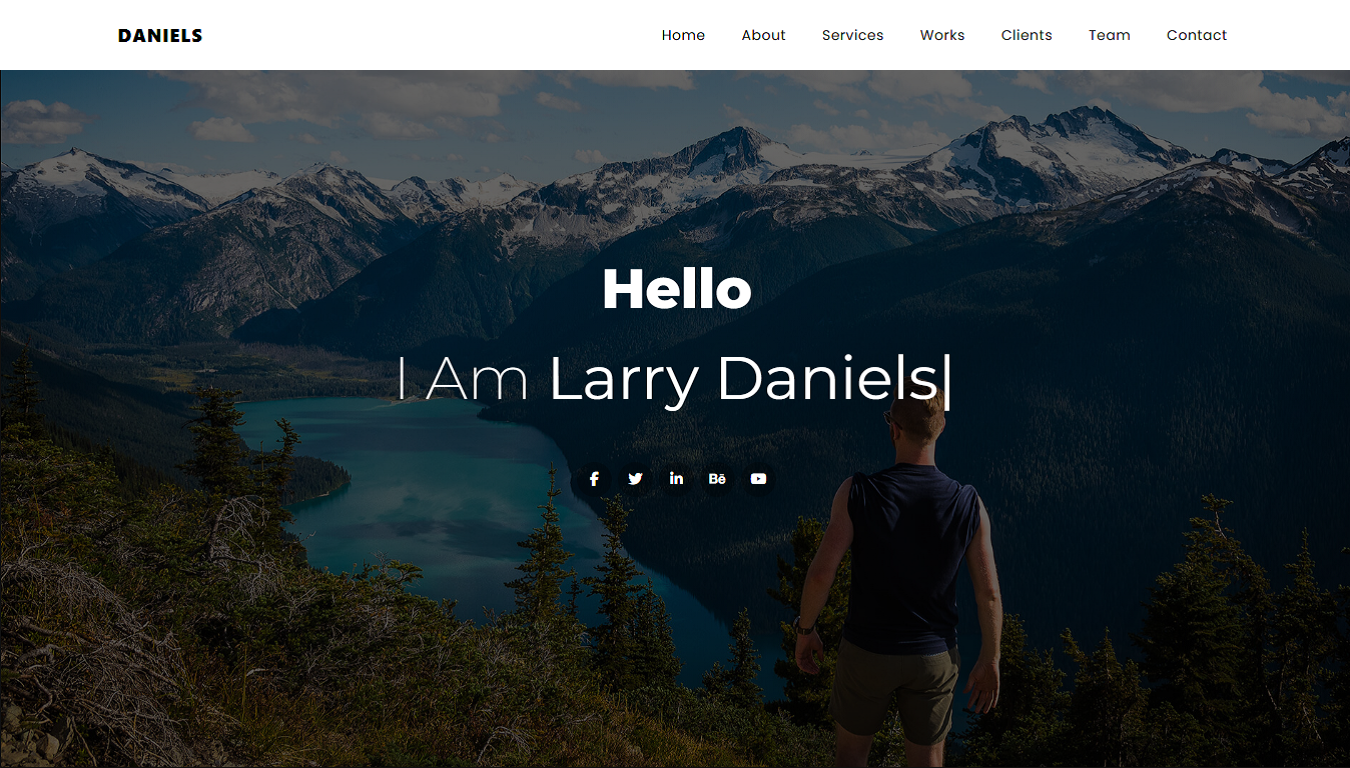 DANIELS Home About Services Works Clients Team Contact
Hello
I Am Larry Daniels|
f in Bē